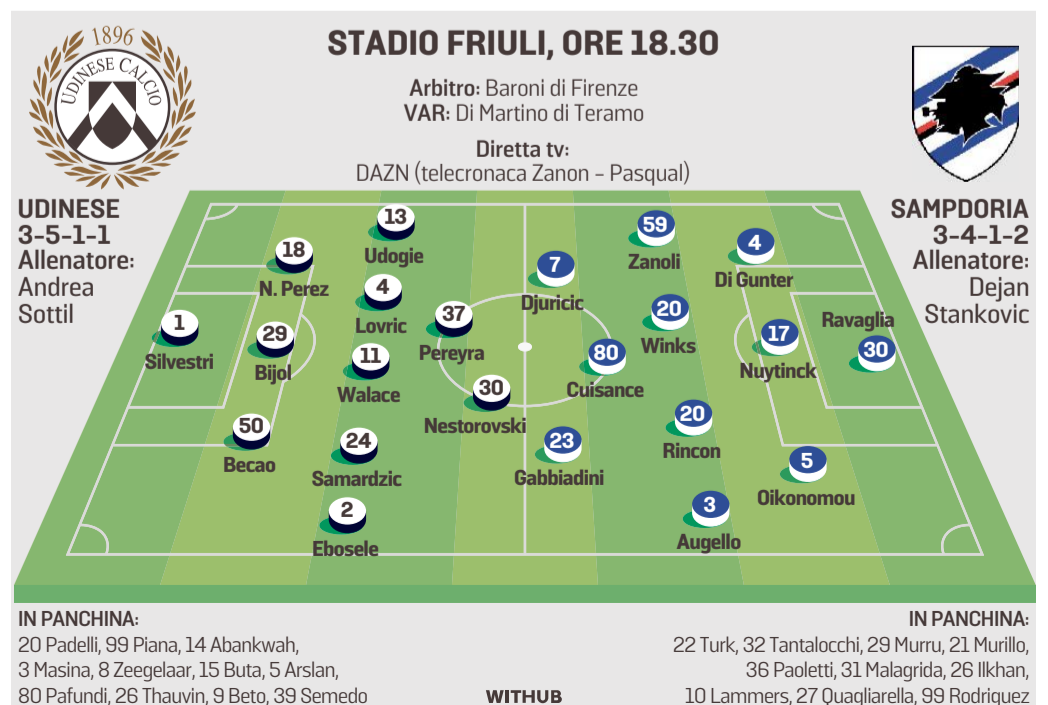 1896
UDINESE CALCIO
STADIO FRIULI, ORE 18.30
Arbitro: Baroni di Firenze
VAR: Di Martino di Teramo
Diretta tv:
DAZN (telecronaca Zanon - Pasqual)
UDINESE
3-5-1-1
Allenatore:
Andrea
Sottil
SAMPDORIA
3-4-1-2
Allenatore:
Dejan
Stankovic
1
Silvestri
18
N. Perez
29
Bijol
50
Becao
13
Udogie
4
Lovric
11
Walace
24
Samardzic
2
Ebosele
37
Pereyra
30
Nestorovski
7
Djuricic
80
Cuisance
23
Gabbiadini
59
Zanoli
20
Winks
20
Rincon
3
Augello
4
Di Gunter
17
Nuytinck
5
Oikonomou
Ravaglia
30
IN PANCHINA:
20 Padelli, 99 Piana, 14 Abankwah,
3 Masina, 8 Zeegelaar, 15 Buta, 5 Arslan,
80 Pafundi, 26 Thauvin, 9 Beto, 39 Semedo
WITHUB
IN PANCHINA:
22 Turk, 32 Tantalocchi, 29 Murru, 21 Murillo,
36 Paoletti, 31 Malagrida, 26 Ilkhan,
10 Lammers, 27 Quagliarella, 99 Rodriguez